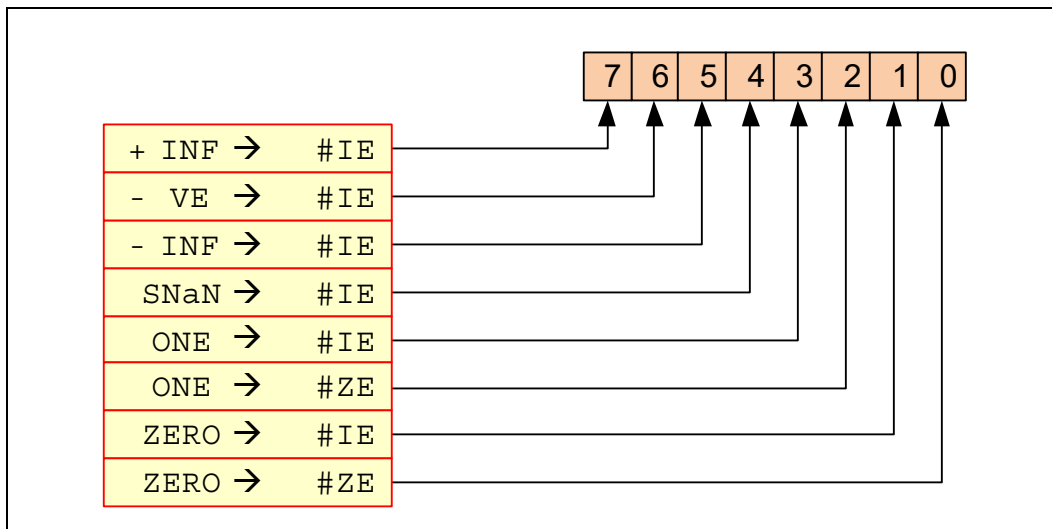 7 6 5 4 3 2 1 0
+ INF → #IE
- VE → #IE
- INF → #IE
SNaN → #IE
ONE → #IE
ONE → #ZE
ZERO → #IE
ZERO → #ZE